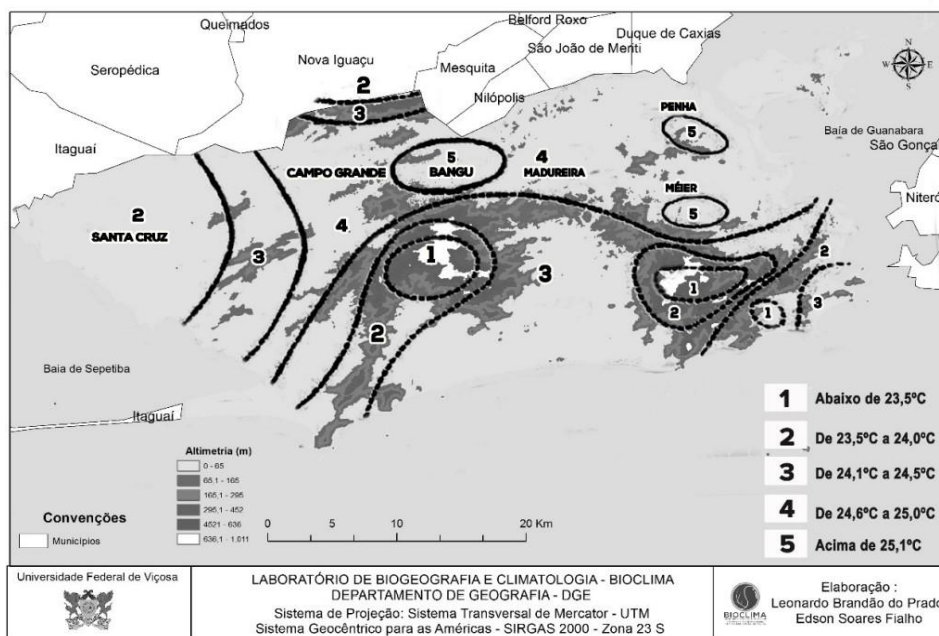 Queimados
Belford Roxo
Duque de Caxias
São João de Meriti
Nova Iguaçu
Mesquita
Seropédica
Nilópolis
N
W
E
S
2
3
PENHA
5
Baía de Guanabara
São Gonçal
Itaguaí
CAMPO GRANDE
5
BANGU
4
MADUREIRA
MÉIER
5
Niteró
2
SANTA CRUZ
4
3
1
3
2
1
2
3
1
2
Baia de Sepetiba
Itaguaí
1 Abaixo de 23,5ºC
2 De 23,5ºC a 24,0ºC
3 De 24,1ºC a 24,5ºC
4 De 24,6ºC a 25,0ºC
5 Acima de 25,1ºC
Altimetria (m)
0 - 65
65,1 - 165
165,1 - 295
295,1 - 452
4521 - 636
636,1 - 1.011
Convenções
Municípios
0 5 10 20 Km
Universidade Federal de Viçosa
LABORATÓRIO DE BIOGEOGRAFIA E CLIMATOLOGIA - BIOCLIMA
DEPARTAMENTO DE GEOGRAFIA - DGE
Sistema de Projeção: Sistema Transversal de Mercator - UTM
Sistema Geocêntrico para as Américas - SIRGAS 2000 - Zona 23 S
BIOCLIMA
Elaboração :
Leonardo Brandão do Prado
Edson Soares Fialho